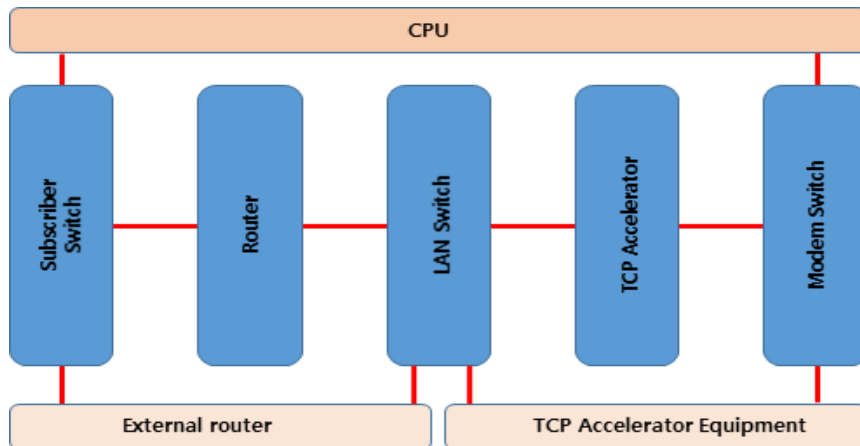 CPU
Subscriber
Switch
Router
LAN Switch
TCP Accelerator
Modem Switch
External router
TCP Accelerator Equipment